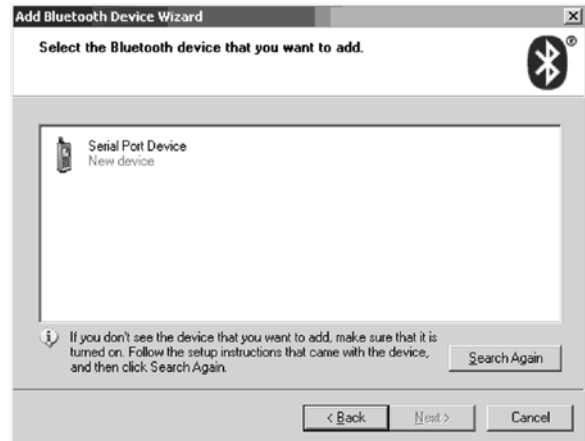 Add Bluetooth Device Wizard
Select the Bluetooth device that you want to add.
®
Serial Port Device
New device
If you don't see the device that you want to add, make sure that it is
turned on. Follow the setup instructions that came with the device,
and then click Search Again.
Search Again
< Back
Next >
Cancel